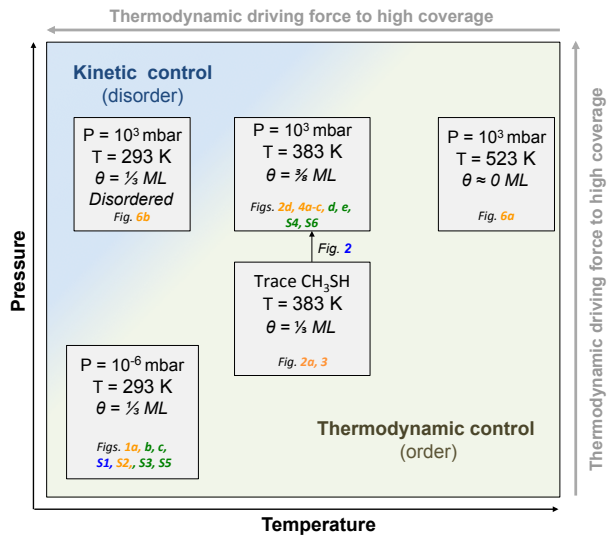 Thermodynamic driving force to high coverage
Kinetic control
(disorder)
P = 10³ mbar
T = 293 K
θ = ⅓ ML
Disordered
Fig. 6b
P = 10³ mbar
T = 383 K
θ = ⅜ ML
Figs. 2d, 4a-c, d, e,
S4, S6
P = 10³ mbar
T = 523 K
θ ≈ 0 ML
Fig. 6a
Fig. 2
Trace CH₃SH
T = 383 K
θ = ⅓ ML
Fig. 2a, 3
P = 10⁻⁶ mbar
T = 293 K
θ = ⅓ ML
Figs. 1a, b, c,
S1, S2,, S3, S5
Thermodynamic control
(order)
Pressure
Temperature
Thermodynamic driving force to high coverage